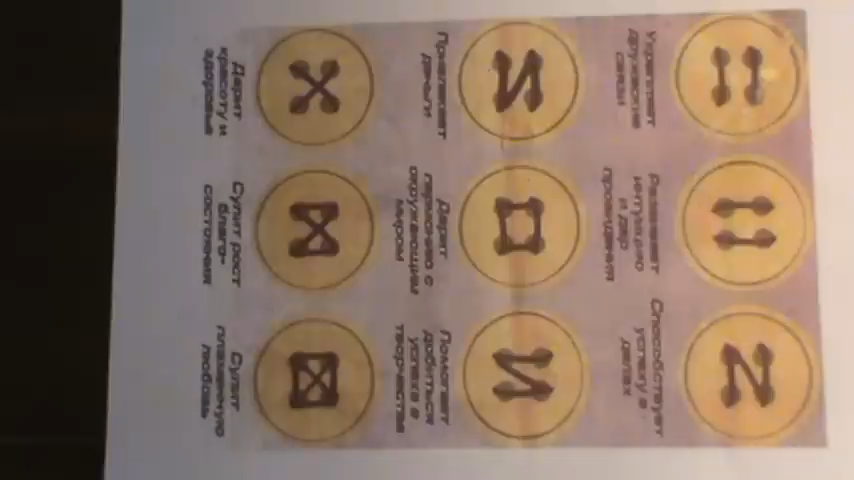 Укрепляет
дружеские
связи
Развивает
интуицию
и дар
провидения
Способствует
успеху в
делах
Привлекает
деньги
Дарит
гармонию с
окружающим
миром
Помогает
добиться
успеха в
творчестве
Дарит
красоту и
здоровье
Сулит рост
благо-
состояния
Сулит
пламенную
любовь